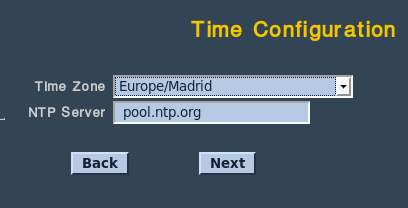 Time Configuration
Time Zone Europe/Madrid
NTP Server pool.ntp.org
Back Next